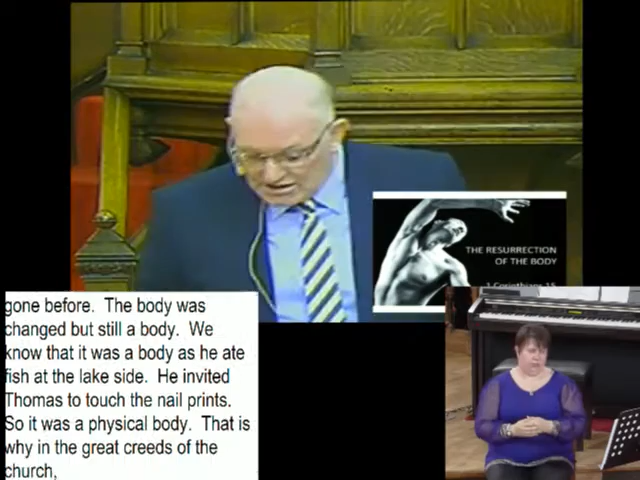 THE RESURRECTION
OF THE BODY
1 Corinthians 15
gone before. The body was
changed but still a body. We
know that it was a body as he ate
fish at the lake side. He invited
Thomas to touch the nail prints.
So it was a physical body. That is
why in the great creeds of the
church,